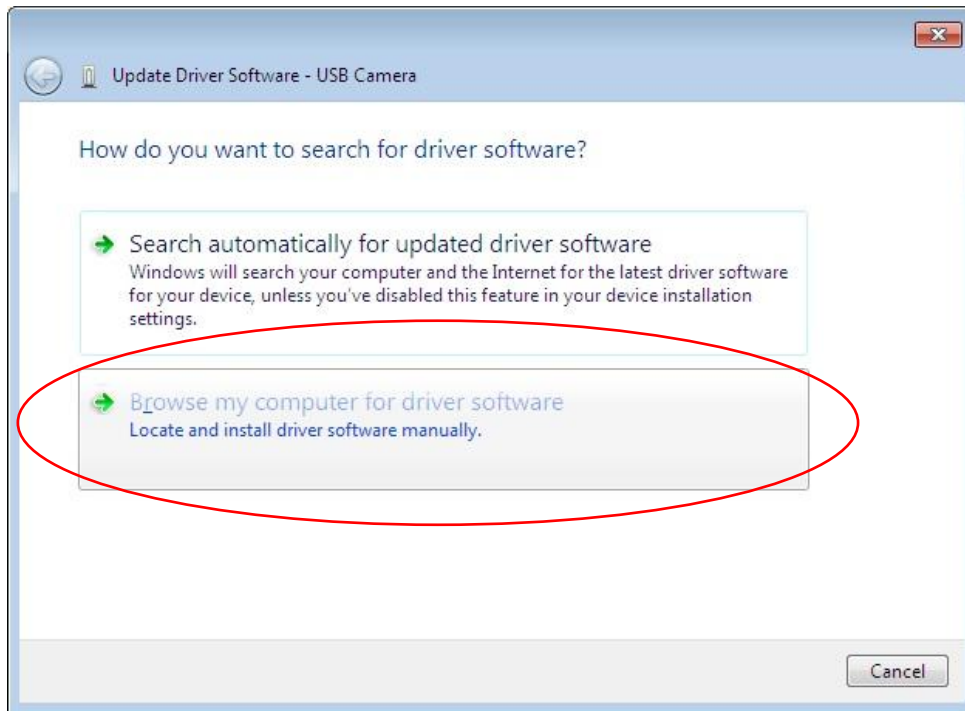 Update Driver Software - USB Camera
How do you want to search for driver software?
Search automatically for updated driver software
Windows will search your computer and the Internet for the latest driver software
for your device, unless you've disabled this feature in your device installation
settings.
Browse my computer for driver software
Locate and install driver software manually.
Cancel